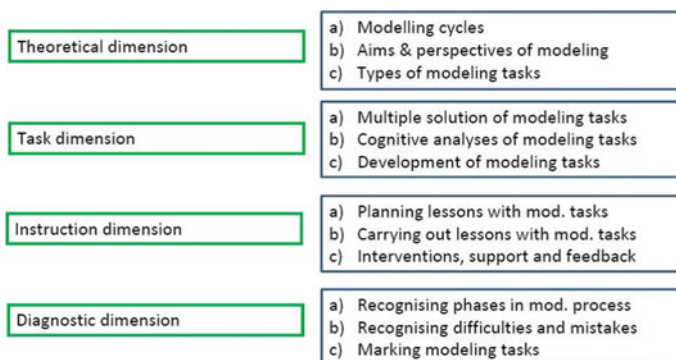 Theoretical dimension
a) Modelling cycles
b) Aims & perspectives of modeling
c) Types of modeling tasks
Task dimension
a) Multiple solution of modeling tasks
b) Cognitive analyses of modeling tasks
c) Development of modeling tasks
Instruction dimension
a) Planning lessons with mod. tasks
b) Carrying out lessons with mod. tasks
c) Interventions, support and feedback
Diagnostic dimension
a) Recognising phases in mod. process
b) Recognising difficulties and mistakes
c) Marking modeling tasks